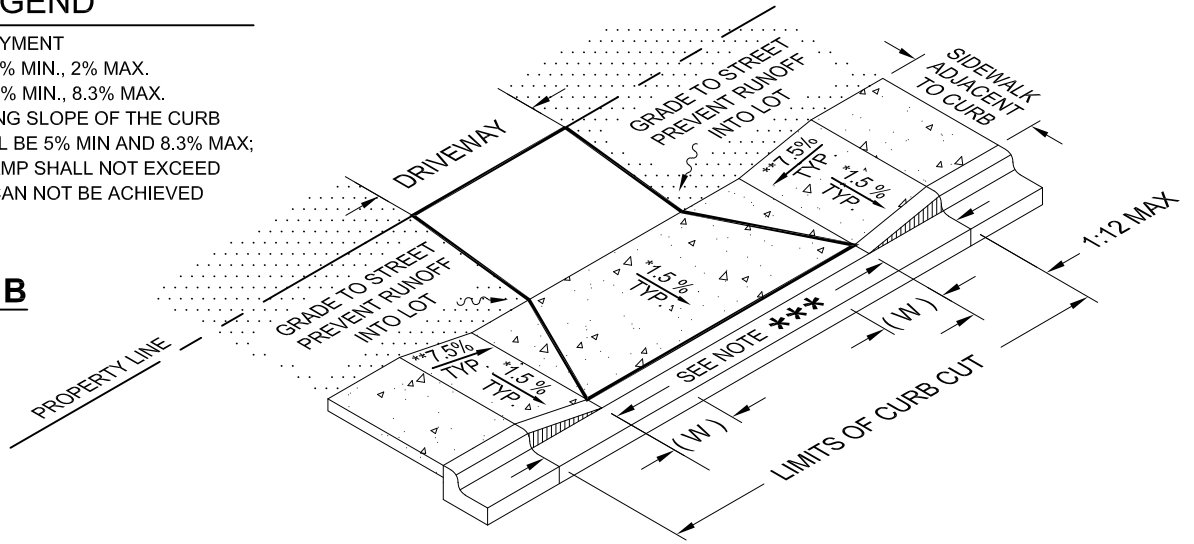 GEND
YMENT
% MIN., 2% MAX.
% MIN., 8.3% MAX.
NG SLOPE OF THE CURB
L BE 5% MIN AND 8.3% MAX;
AMP SHALL NOT EXCEED
CAN NOT BE ACHIEVED
B
DRIVEWAY
GRADE TO STREET
PREVENT RUNOFF
INTO LOT
SIDEWALK
ADJACENT
TO CURB
**7.5%
TYP
*1.5 %
TYP.
1:12 MAX
*1.5 %
TYP.
GRADE TO STREET
PREVENT RUNOFF
INTO LOT
PROPERTY LINE
**7.5%
TYP
*1.5 %
TYP.
SEE NOTE ***
( W )
( W )
LIMITS OF CURB CUT